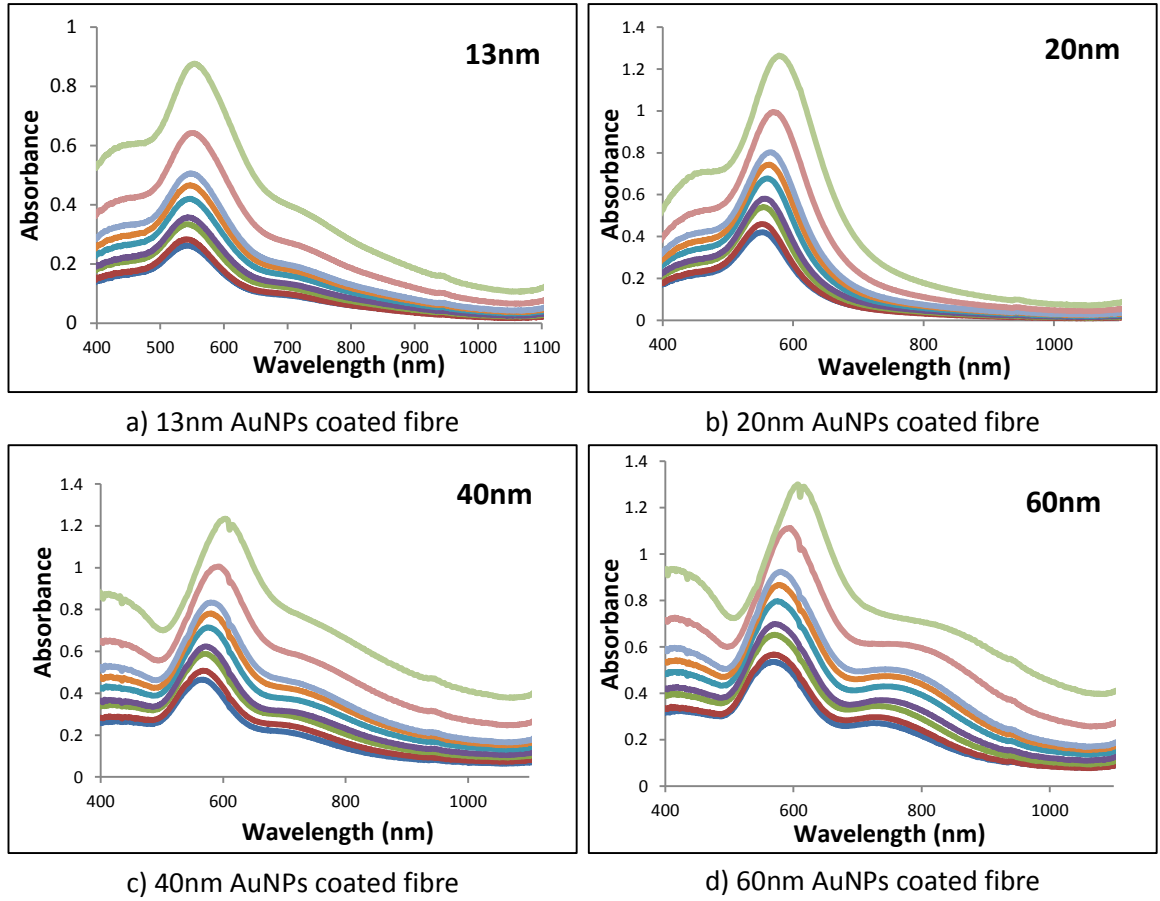 13nm
1
0.8
0.6
0.4
0.2
0
Absorbance
400 500 600 700 800 900 1000 1100
Wavelength (nm)
a) 13nm AuNPs coated fibre
20nm
1.4
1.2
1
0.8
0.6
0.4
0.2
0
Absorbance
400 600 800 1000
Wavelength (nm)
b) 20nm AuNPs coated fibre
40nm
1.4
1.2
1
0.8
0.6
0.4
0.2
0
Absorbance
400 600 800 1000
Wavelength (nm)
c) 40nm AuNPs coated fibre
60nm
1.4
1.2
1
0.8
0.6
0.4
0.2
0
Absorbance
400 600 800 1000
Wavelength (nm)
d) 60nm AuNPs coated fibre